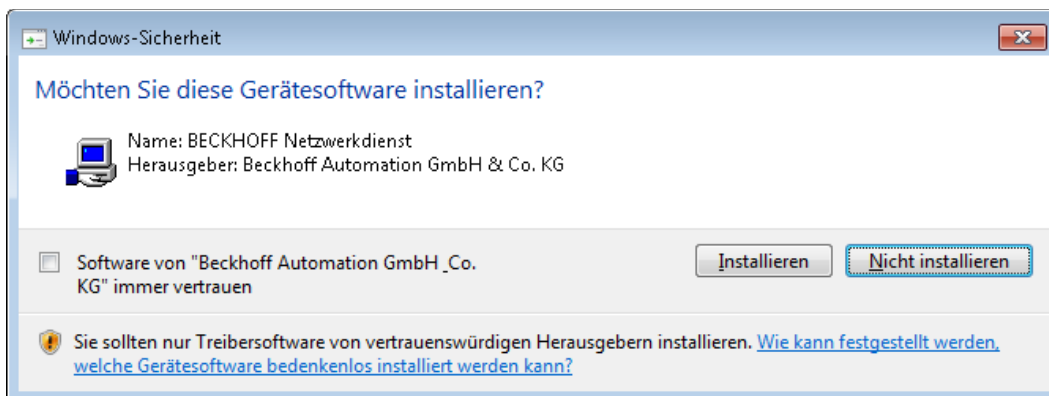 Windows-Sicherheit
Möchten Sie diese Gerätesoftware installieren?
Name: BECKHOFF Netzwerkdienst
Herausgeber: Beckhoff Automation GmbH & Co. KG
Software von "Beckhoff Automation GmbH _Co.
KG" immer vertrauen
Installieren
Nicht installieren
Sie sollten nur Treibersoftware von vertrauenswürdigen Herausgebern installieren. Wie kann festgestellt werden,
welche Gerätesoftware bedenkenlos installiert werden kann?